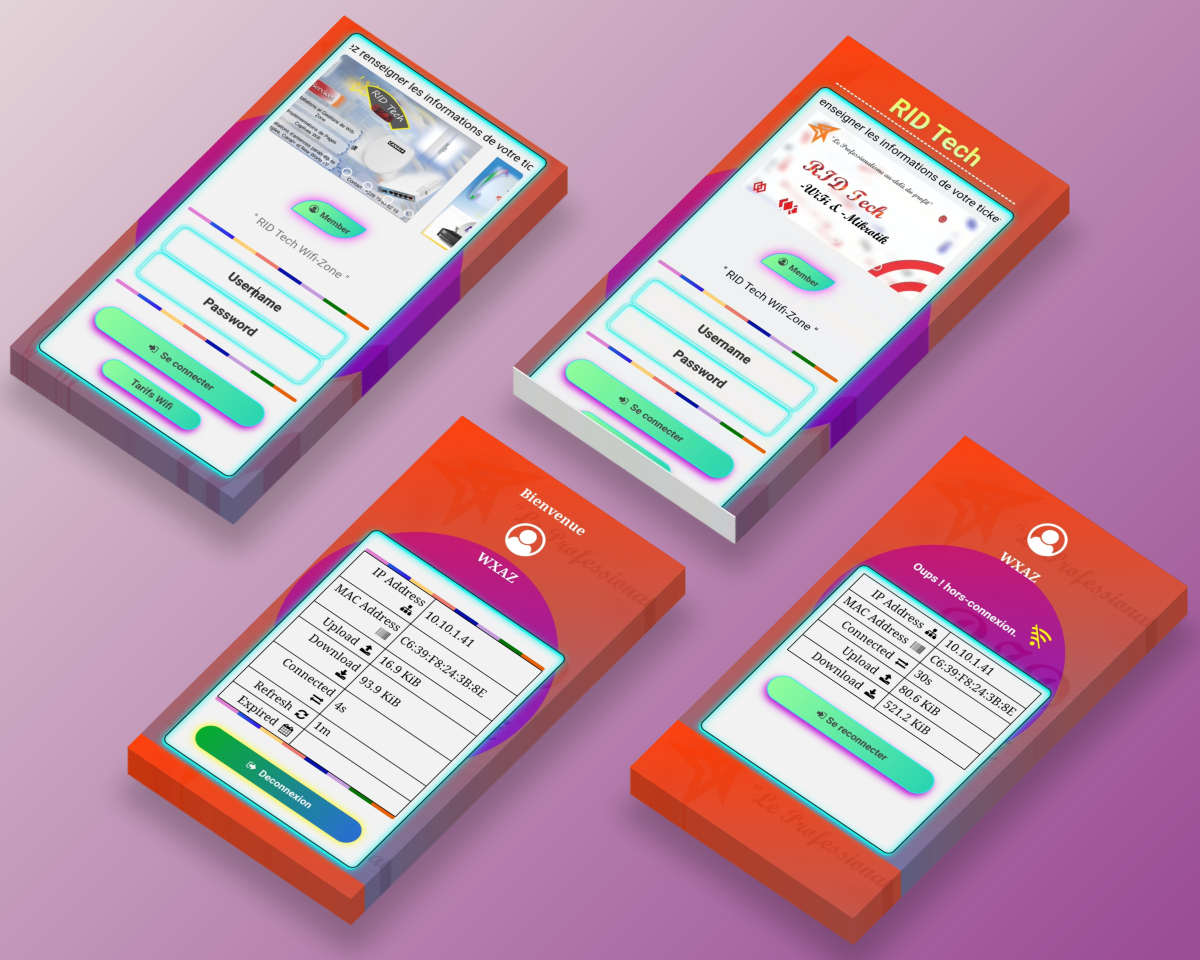 z renseigner les informations de votre tic
Services
RID Tech
Member
" RID Tech Wifi-Zone "
Username
Password
Se connecter
Tarifs Wifi
RID Tech
enseigner les informations de votre ticke
"Le Professionalisme au-delà du profit"
RID Tech
-WiFi & -Mikrotik
Member
" RID Tech Wifi-Zone "
Username
Password
Se connecter
Bienvenue
WXAZ
"Le Professiona
IP Address 10.10.1.41
MAC Address C6:39:F8:24:3B:8E
Upload 16.9 KiB
Download 93.9 KiB
Connected 4s
Refresh 1m
Expired
Deconnexion
WXAZ
Oups ! hors-connexion.
IP Address 10.10.1.41
MAC Address C6:39:F8:24:3B:8E
Connected 30s
Upload 80.6 KiB
Download 521.2 KiB
Se reconnecter
"Le Professiona